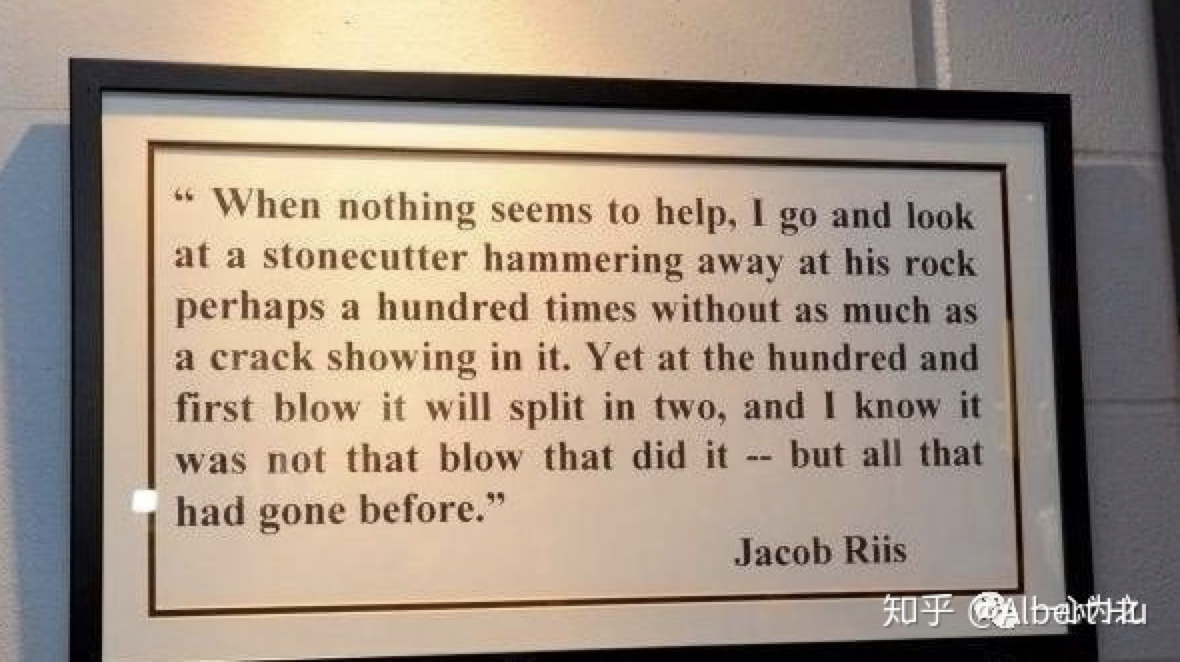 “ When nothing seems to help, I go and look
at a stonecutter hammering away at his rock
perhaps a hundred times without as much as
a crack showing in it. Yet at the hundred and
first blow it will split in two, and I know it
was not that blow that did it -- but all that
had gone before.”
Jacob Riis
知乎 @Albert Hu